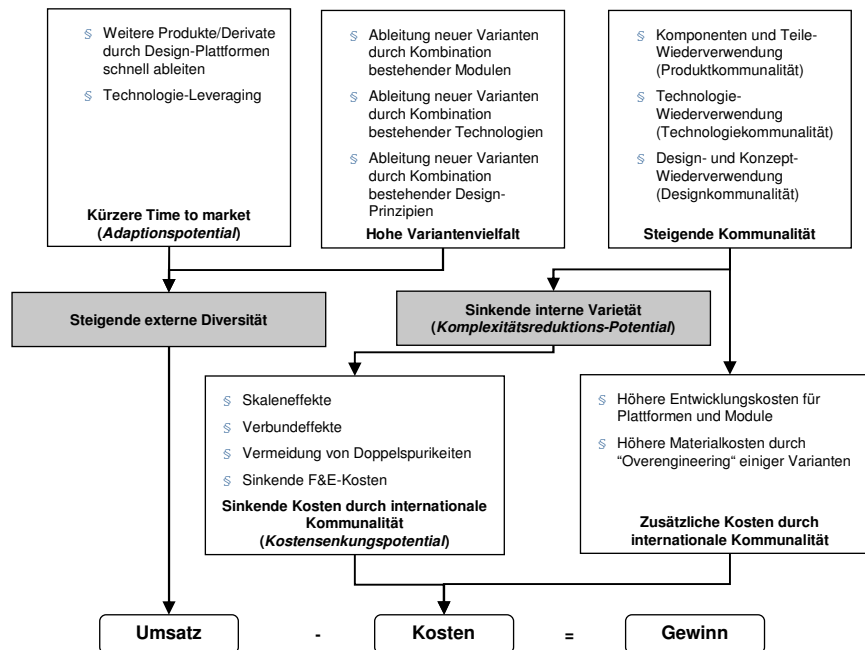 § Weitere Produkte/Derivate
durch Design-Plattformen
schnell ableiten
§ Technologie-Leveraging
Kürzere Time to market
(Adaptionspotential)
§ Ableitung neuer Varianten
durch Kombination
bestehender Modulen
§ Ableitung neuer Varianten
durch Kombination
bestehender Technologien
§ Ableitung neuer Varianten
durch Kombination
bestehender Design-
Prinzipien
Hohe Variantenvielfalt
§ Komponenten und Teile-
Wiederverwendung
(Produktkommunalität)
§ Technologie-
Wiederverwendung
(Technologiekommunalität)
§ Design- und Konzept-
Wiederverwendung
(Designkommunalität)
Steigende Kommunalität
Steigende externe Diversität
Sinkende interne Varietät
(Komplexitätsreduktions-Potential)
§ Skaleneffekte
§ Verbundeffekte
§ Vermeidung von Doppelspurikeiten
§ Sinkende F&E-Kosten
Sinkende Kosten durch internationale
Kommunalität
(Kostensenkungspotential)
§ Höhere Entwicklungskosten für
Plattformen und Module
§ Höhere Materialkosten durch
“Overengineering“ einiger Varianten
Zusätzliche Kosten durch
internationale Kommunalität
Umsatz - Kosten = Gewinn